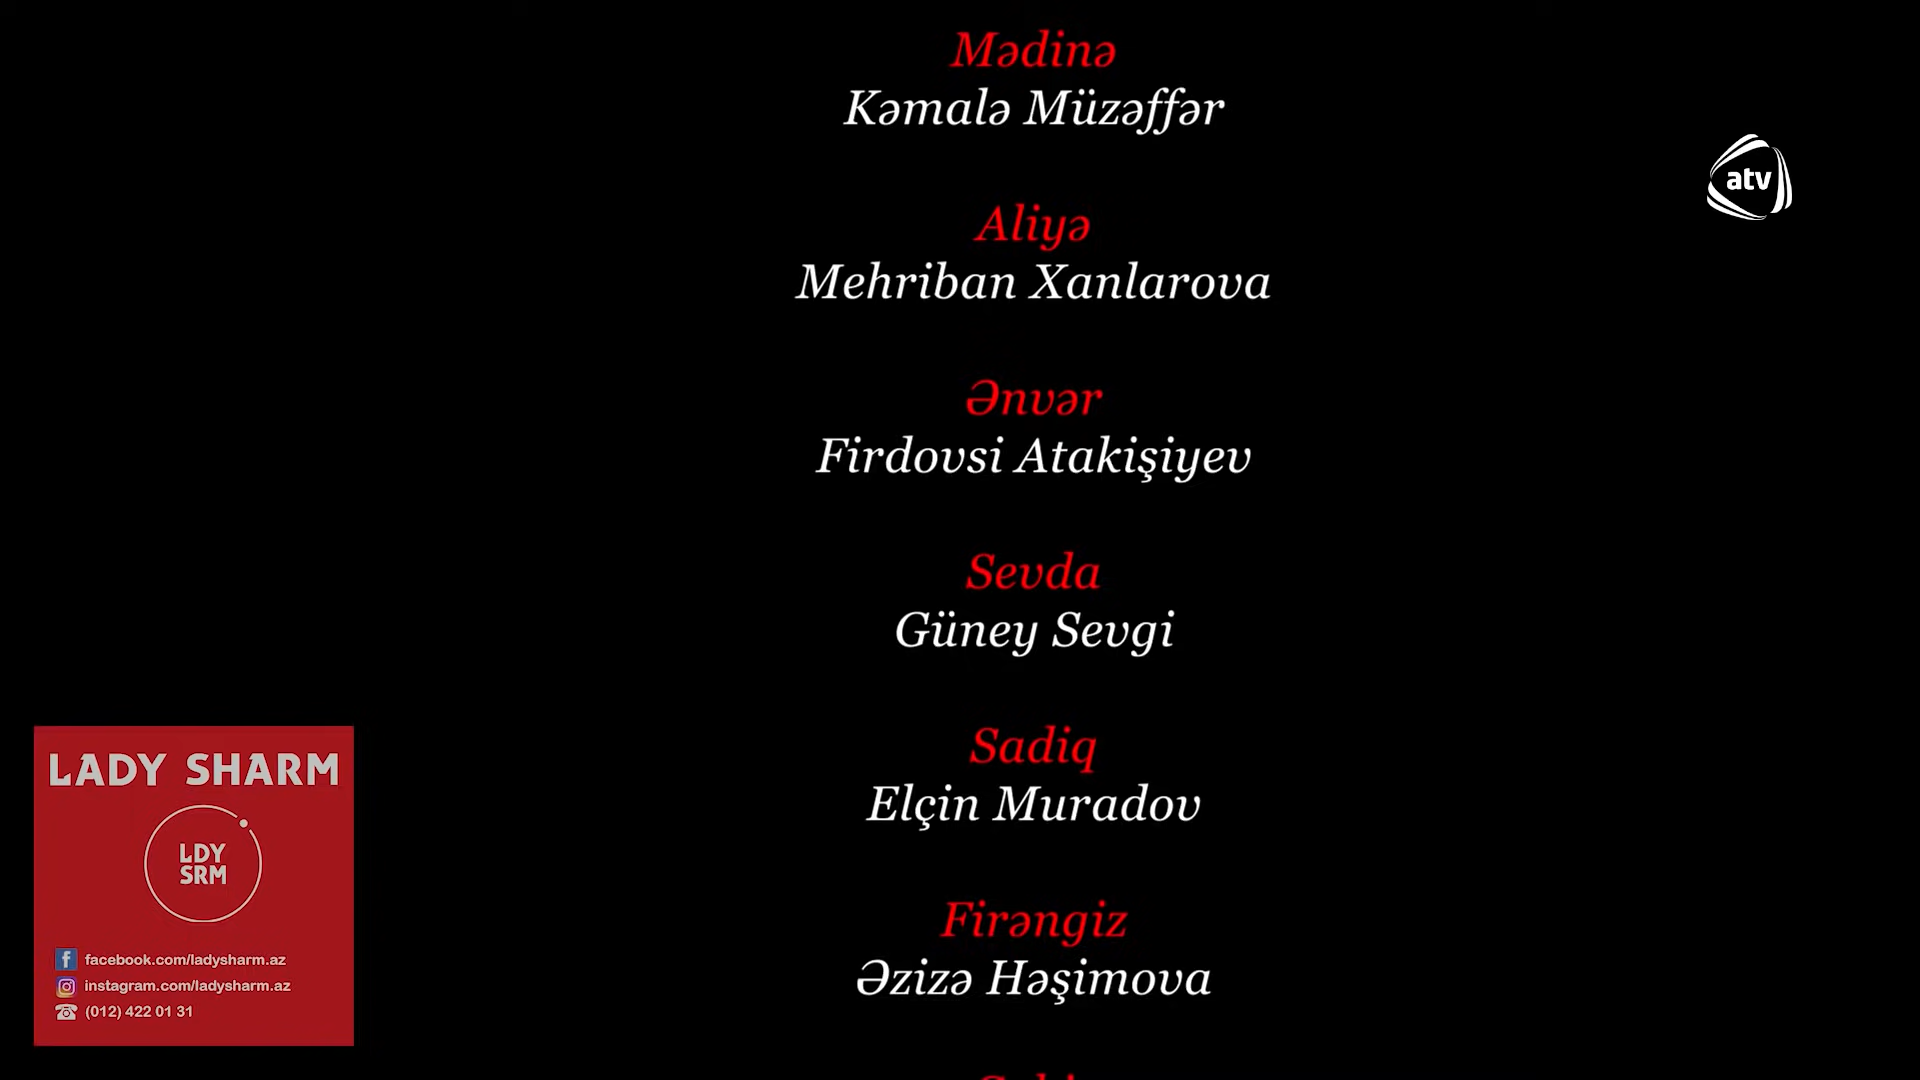 Mədinə
Kəmalə Müzəffər
atv
Aliyə
Mehriban Xanlarova
Ənvər
Firdovsi Atakişiyev
Sevda
Güney Sevgi
Sadiq
Elçin Muradov
Firəngiz
Əzizə Həşimova
LADY SHARM
LDY
SRM
facebook.com/ladysharm.az
instagram.com/ladysharm.az
(012) 422 01 31